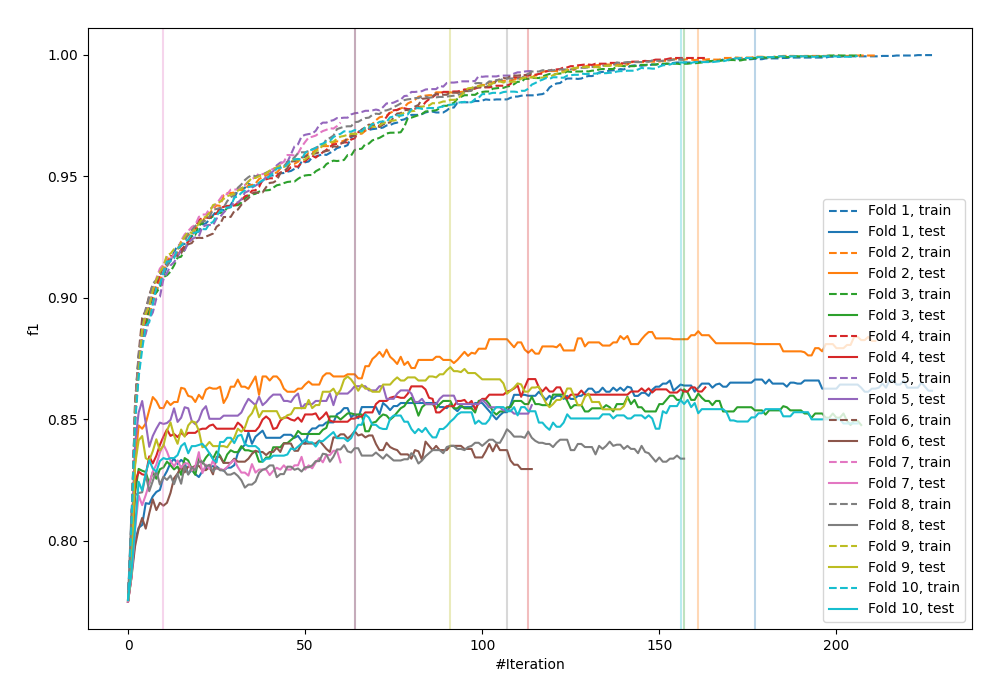 1.00
0.95
0.90
0.85
0.80
f1
0
50
100
150
200
#Iteration
Fold 1, train
Fold 1, test
Fold 2, train
Fold 2, test
Fold 3, train
Fold 3, test
Fold 4, train
Fold 4, test
Fold 5, train
Fold 5, test
Fold 6, train
Fold 6, test
Fold 7, train
Fold 7, test
Fold 8, train
Fold 8, test
Fold 9, train
Fold 9, test
Fold 10, train
Fold 10, test